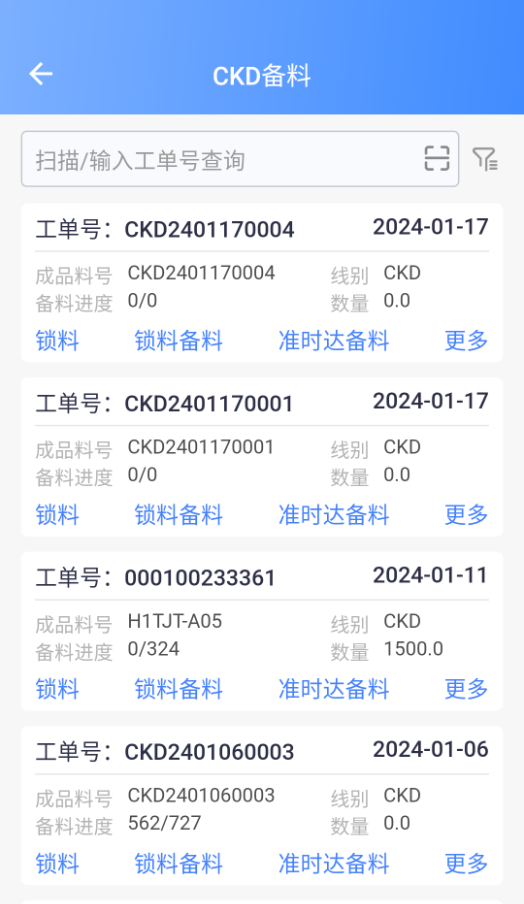 CKD备料
扫描/输入工单号查询
工单号：CKD2401170004 2024-01-17
成品料号 CKD2401170004 线别 CKD
备料进度 0/0 数量 0.0
锁料 锁料备料 准时达备料 更多
工单号：CKD2401170001 2024-01-17
成品料号 CKD2401170001 线别 CKD
备料进度 0/0 数量 0.0
锁料 锁料备料 准时达备料 更多
工单号：000100233361 2024-01-11
成品料号 H1TJT-A05 线别 CKD
备料进度 0/324 数量 1500.0
锁料 锁料备料 准时达备料 更多
工单号：CKD2401060003 2024-01-06
成品料号 CKD2401060003 线别 CKD
备料进度 562/727 数量 0.0
锁料 锁料备料 准时达备料 更多